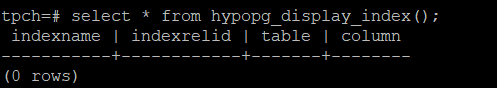 tpch=# select * from hypopg_display_index();
 indexname | indexrelid | table | column
-----------+------------+-------+--------
(0 rows)